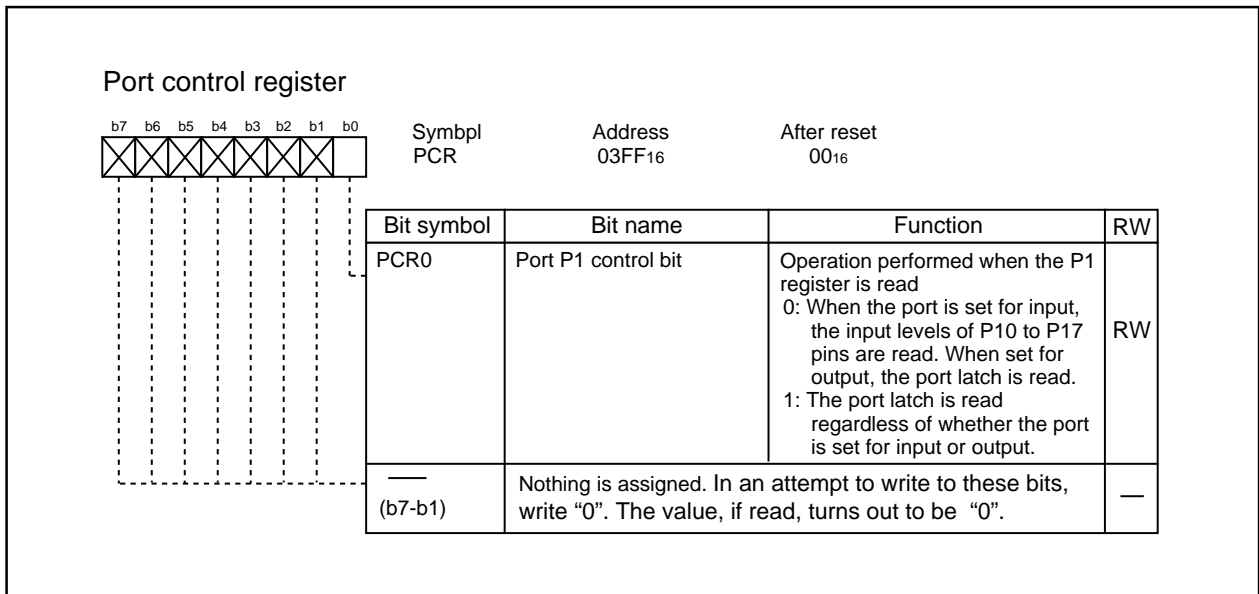 Port control register
b7 b6 b5 b4 b3 b2 b1 b0
Symbpl Address After reset
PCR 03FF16 0016
Bit symbol Bit name Function RW
PCR0 Port P1 control bit Operation performed when the P1
register is read
0: When the port is set for input,
the input levels of P10 to P17
pins are read. When set for
output, the port latch is read.
1: The port latch is read
regardless of whether the port
is set for input or output.
RW
—
(b7-b1)
Nothing is assigned. In an attempt to write to these bits,
write “0”. The value, if read, turns out to be “0”.
—